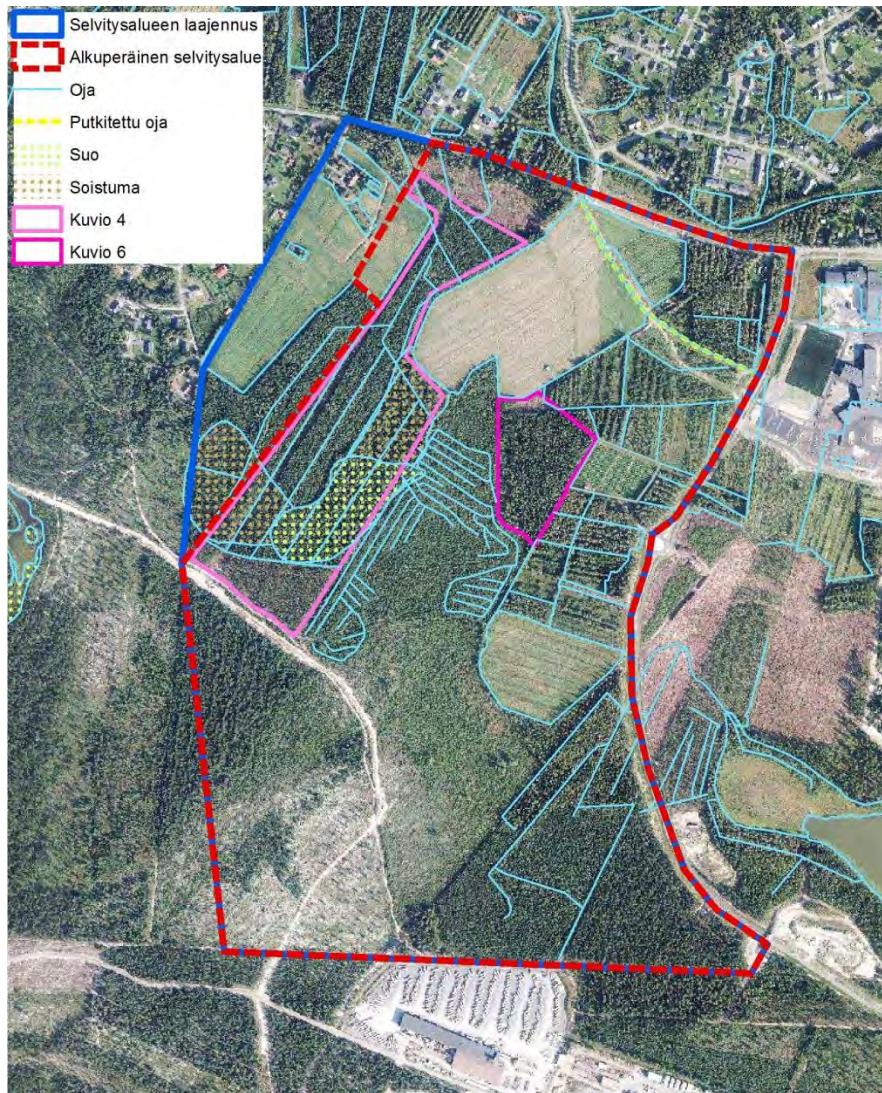 Selvitysalueen laajennus
Alkuperäinen selvitysalue
Oja
Putkitettu oja
Suo
Soistuma
Kuvio 4
Kuvio 6